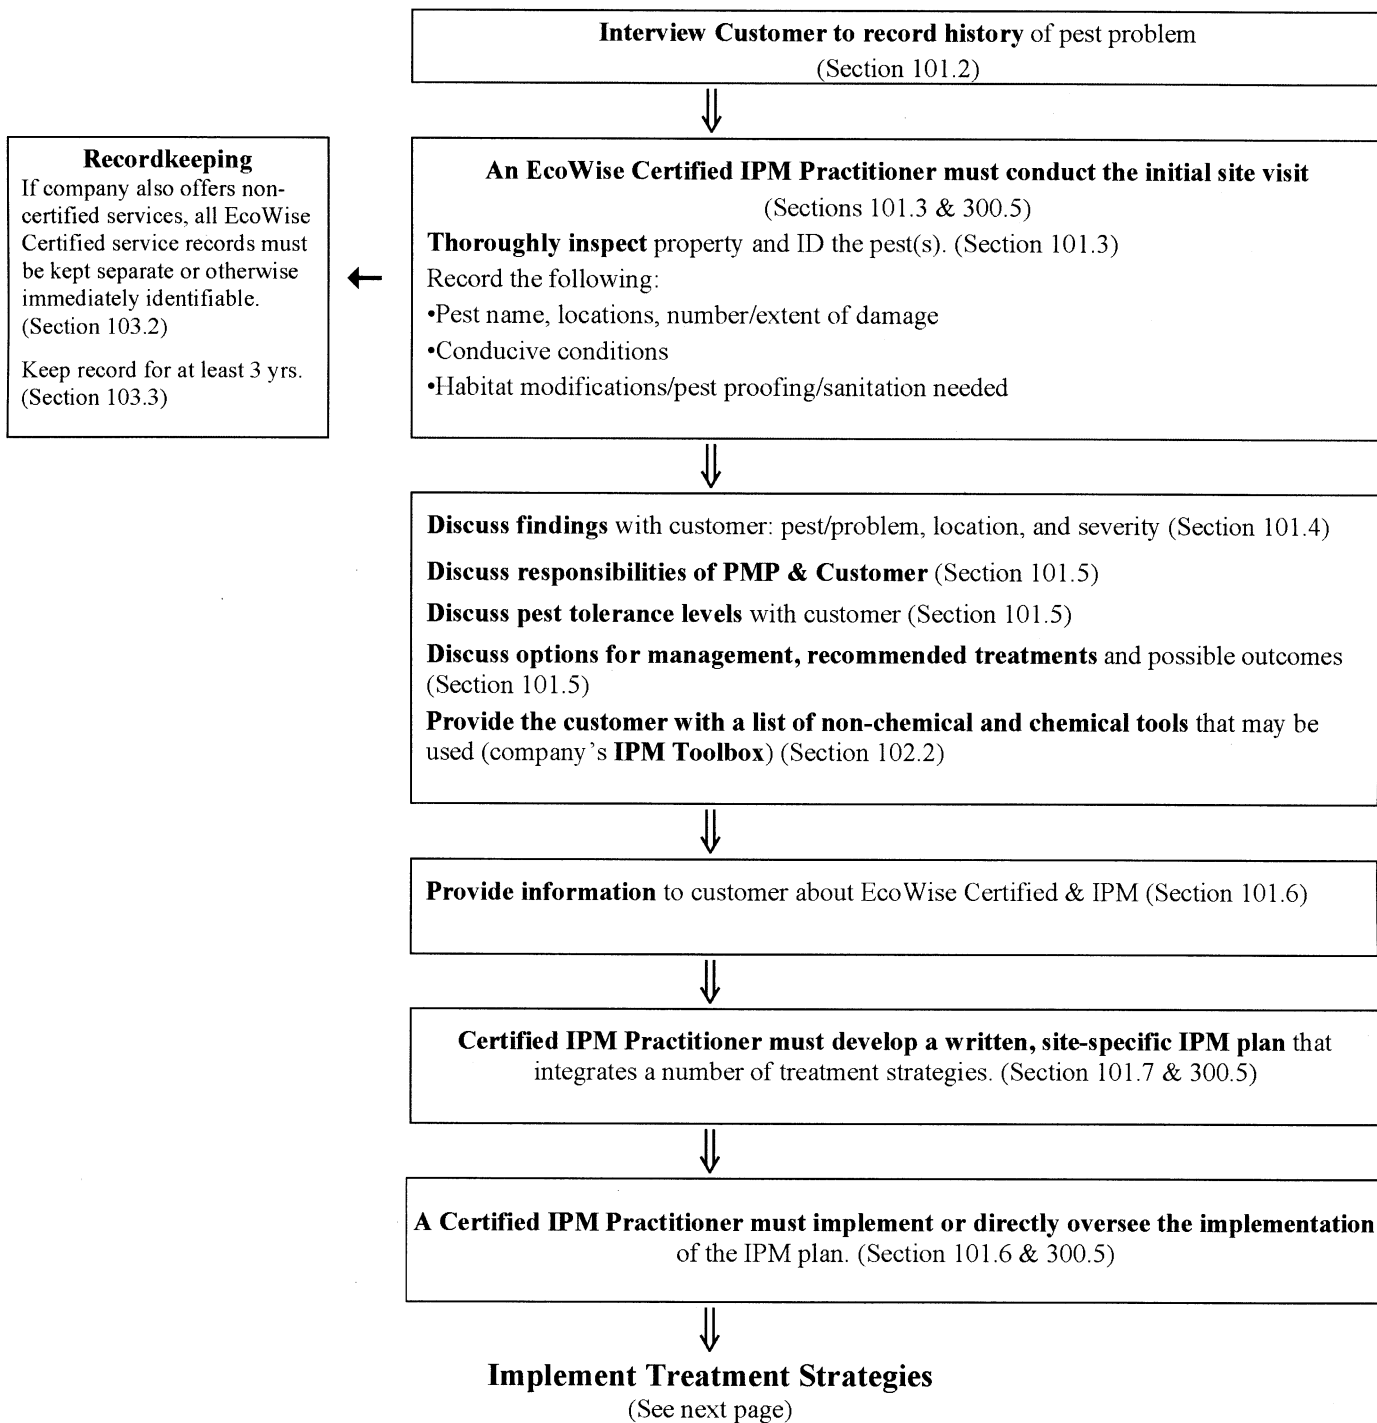 Interview Customer to record history of pest problem
(Section 101.2)
Recordkeeping
If company also offers non-
certified services, all EcoWise
Certified service records must
be kept separate or otherwise
immediately identifiable.
(Section 103.2)
Keep record for at least 3 yrs.
(Section 103.3)
An EcoWise Certified IPM Practitioner must conduct the initial site visit
(Sections 101.3 & 300.5)
Thoroughly inspect property and ID the pest(s). (Section 101.3)
Record the following:
•Pest name, locations, number/extent of damage
•Conducive conditions
•Habitat modifications/pest proofing/sanitation needed
Discuss findings with customer: pest/problem, location, and severity (Section 101.4)
Discuss responsibilities of PMP & Customer (Section 101.5)
Discuss pest tolerance levels with customer (Section 101.5)
Discuss options for management, recommended treatments and possible outcomes
(Section 101.5)
Provide the customer with a list of non-chemical and chemical tools that may be
used (company's IPM Toolbox) (Section 102.2)
Provide information to customer about EcoWise Certified & IPM (Section 101.6)
Certified IPM Practitioner must develop a written, site-specific IPM plan that
integrates a number of treatment strategies. (Section 101.7 & 300.5)
A Certified IPM Practitioner must implement or directly oversee the implementation
of the IPM plan. (Section 101.6 & 300.5)
Implement Treatment Strategies
(See next page)